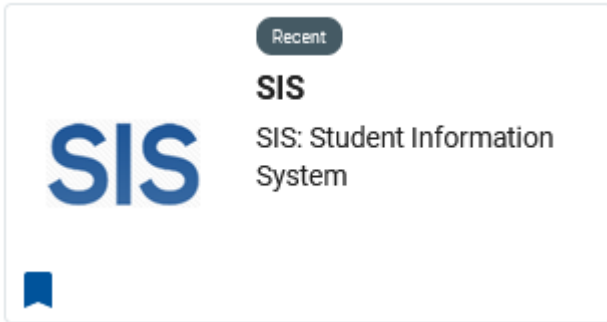 Recent
SIS
SIS
SIS: Student Information
System